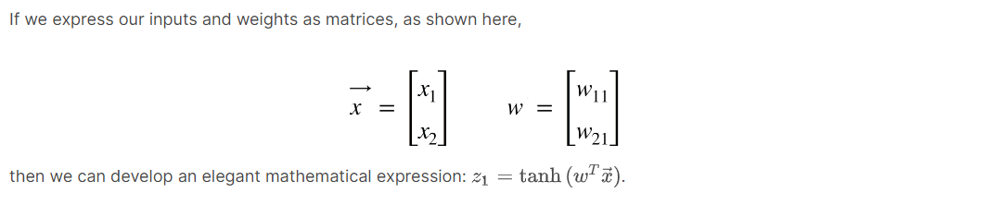 If we express our inputs and weights as matrices, as shown here,
$\overrightarrow{x} = \begin{bmatrix} x_1 \\ x_2 \end{bmatrix} \quad w = \begin{bmatrix} w_{11} \\ w_{21} \end{bmatrix}$
then we can develop an elegant mathematical expression: $z_1 = \tanh(w^T \vec{x})$.